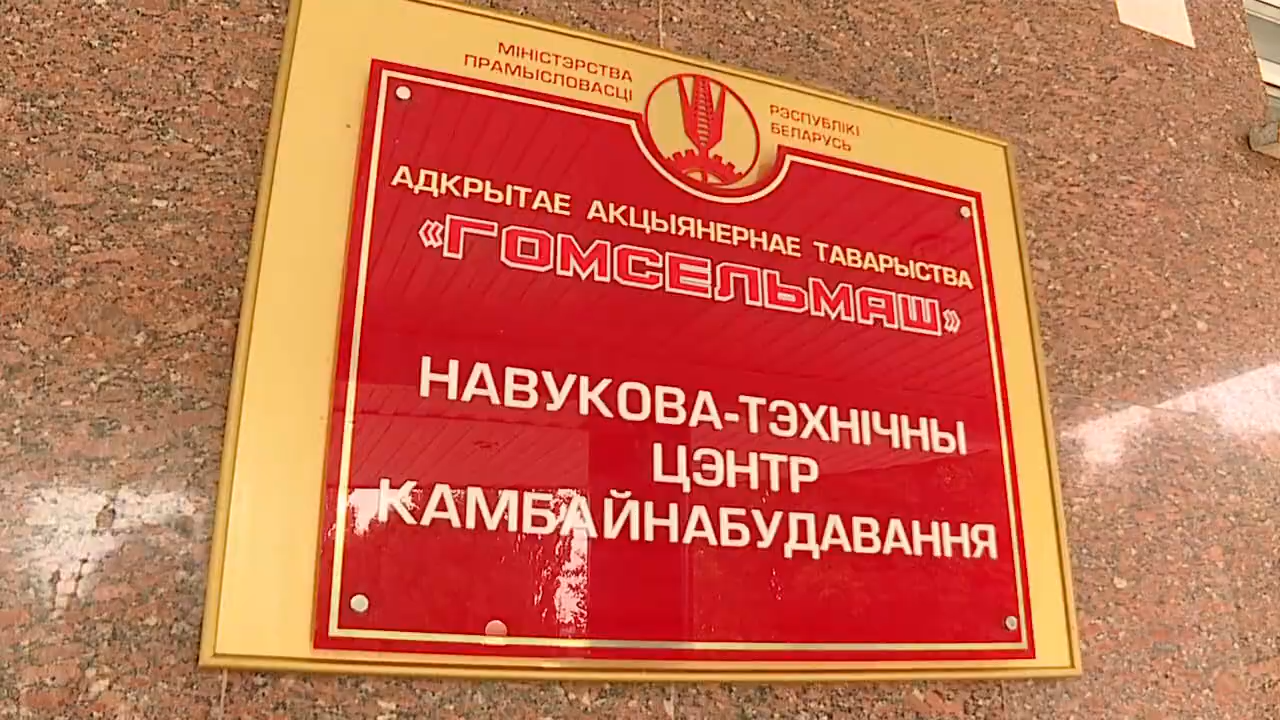 МІНІСТЭРСТВА
ПРАМЫСЛОВАСЦІ
РЭСПУБЛІКІ
БЕЛАРУСЬ
АДКРЫТАЕ АКЦЫЯНЕРНАЕ ТАВАРЫСТВА
«ГОМСЕЛЬМАШ»
НАВУКОВА-ТЭХНІЧНЫ
ЦЭНТР
КАМБАЙНАБУДАВАННЯ